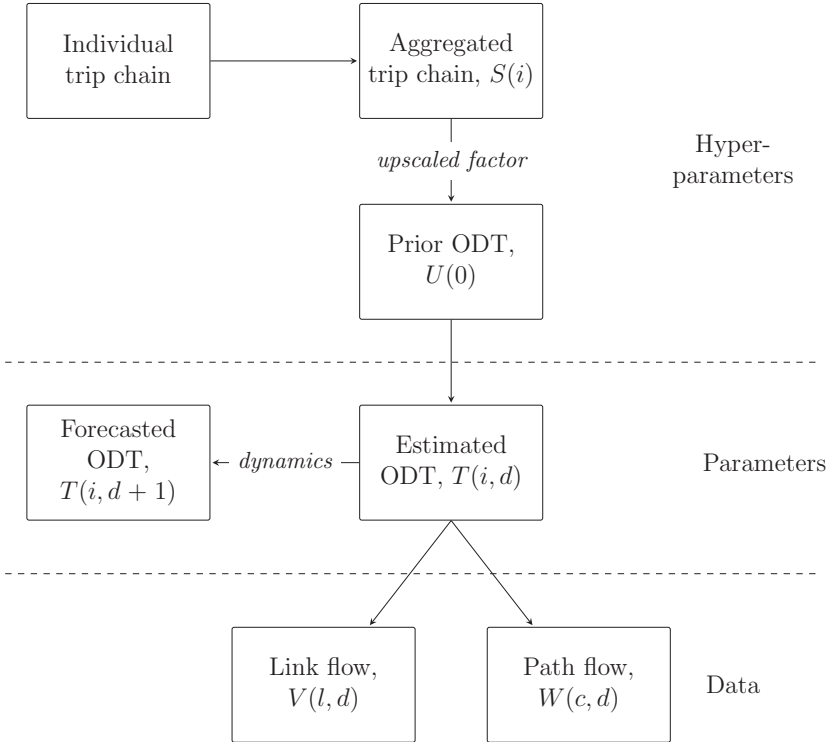 Individual
trip chain
Aggregated
trip chain, S(i)
upscaled factor
Hyper-
parameters
Prior ODT,
U(0)
Forecasted
ODT,
T(i, d + 1)
dynamics
Estimated
ODT, T(i, d)
Parameters
Link flow,
V(l, d)
Path flow,
W(c, d)
Data